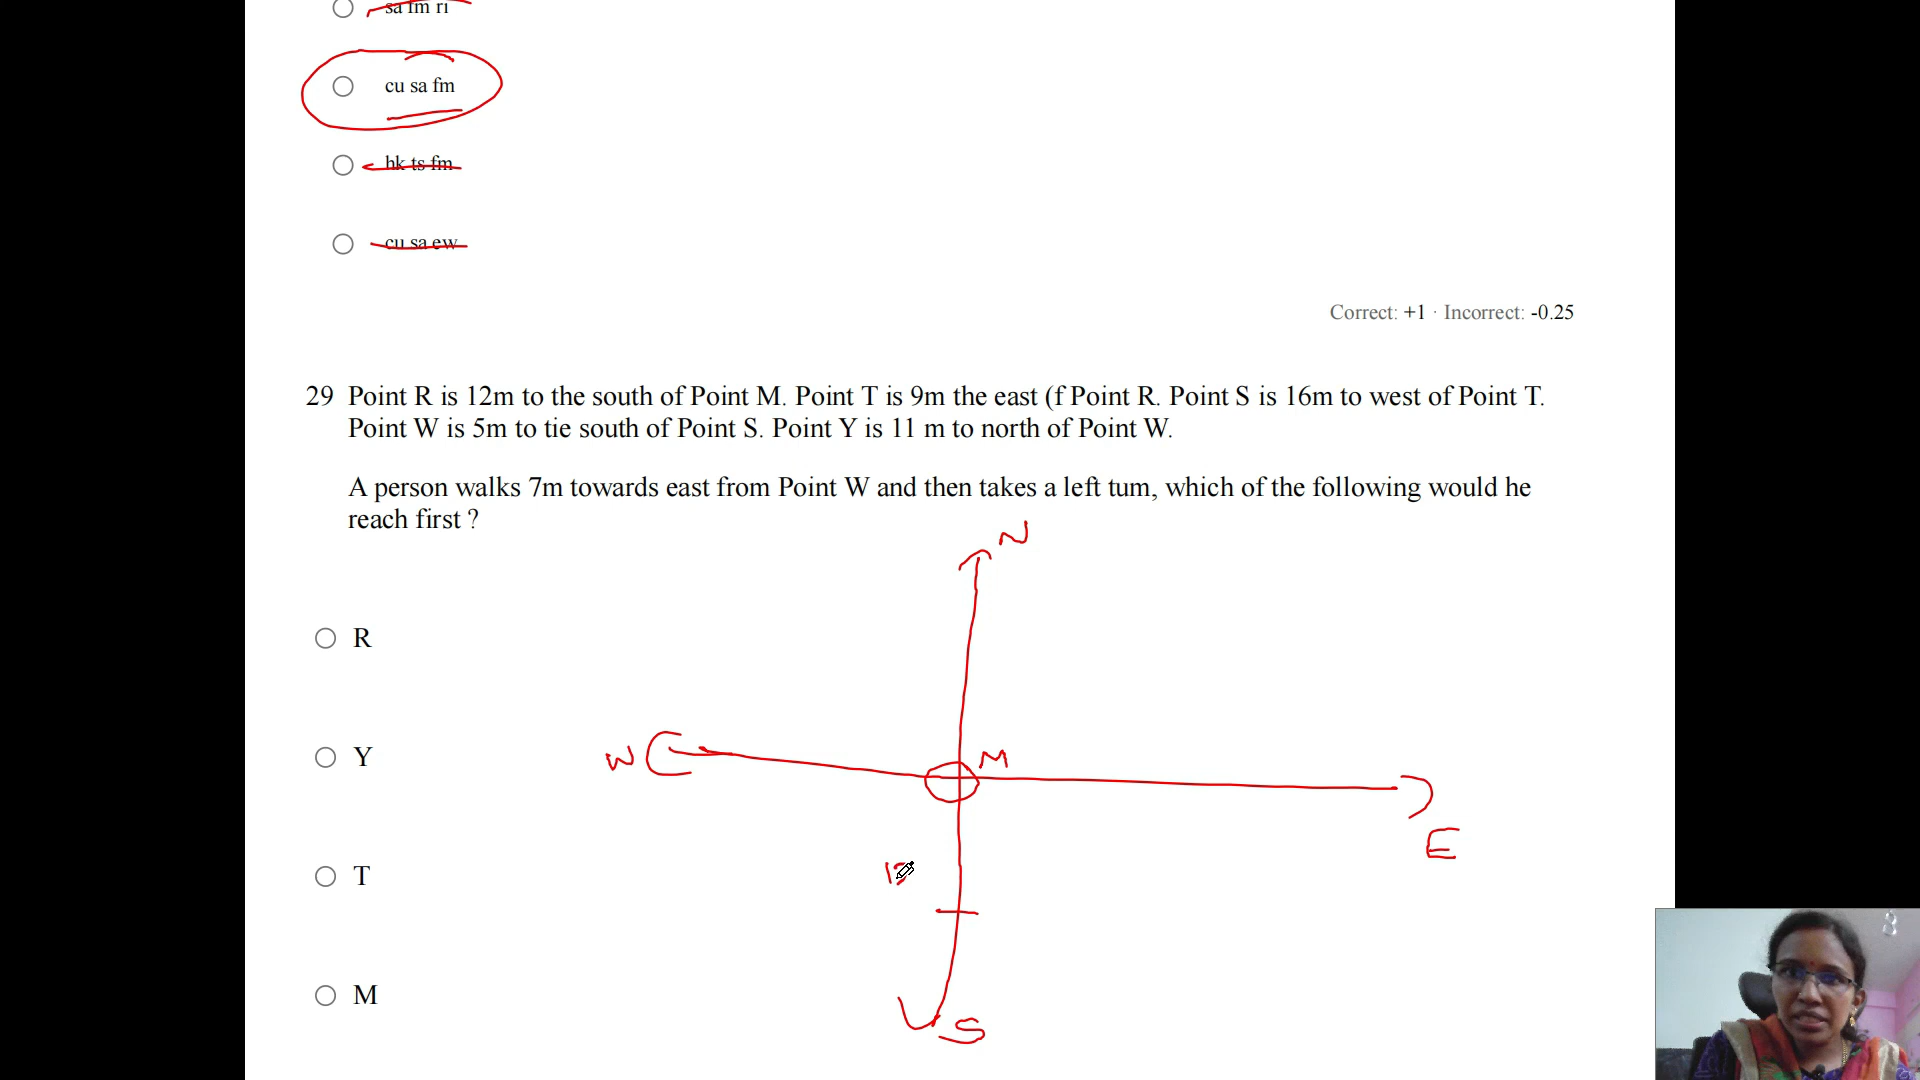 sa fm ri
cu sa fm
hk ts fm
cu sa ew
Correct: +1 · Incorrect: -0.25
29 Point R is 12m to the south of Point M. Point T is 9m the east (f Point R. Point S is 16m to west of Point T.
Point W is 5m to tie south of Point S. Point Y is 11 m to north of Point W.
A person walks 7m towards east from Point W and then takes a left tum, which of the following would he
reach first ?
N
R
W
M
Y
E
T
S
M